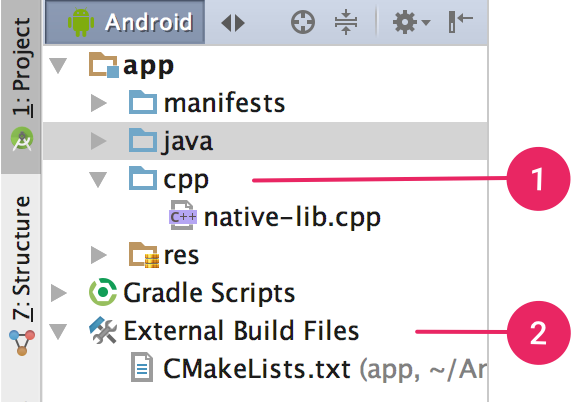 Android
1: Project
app
manifests
java
cpp
1
C++
native-lib.cpp
res
7: Structure
Gradle Scripts
External Build Files
2
CMakeLists.txt (app, ~/Ar